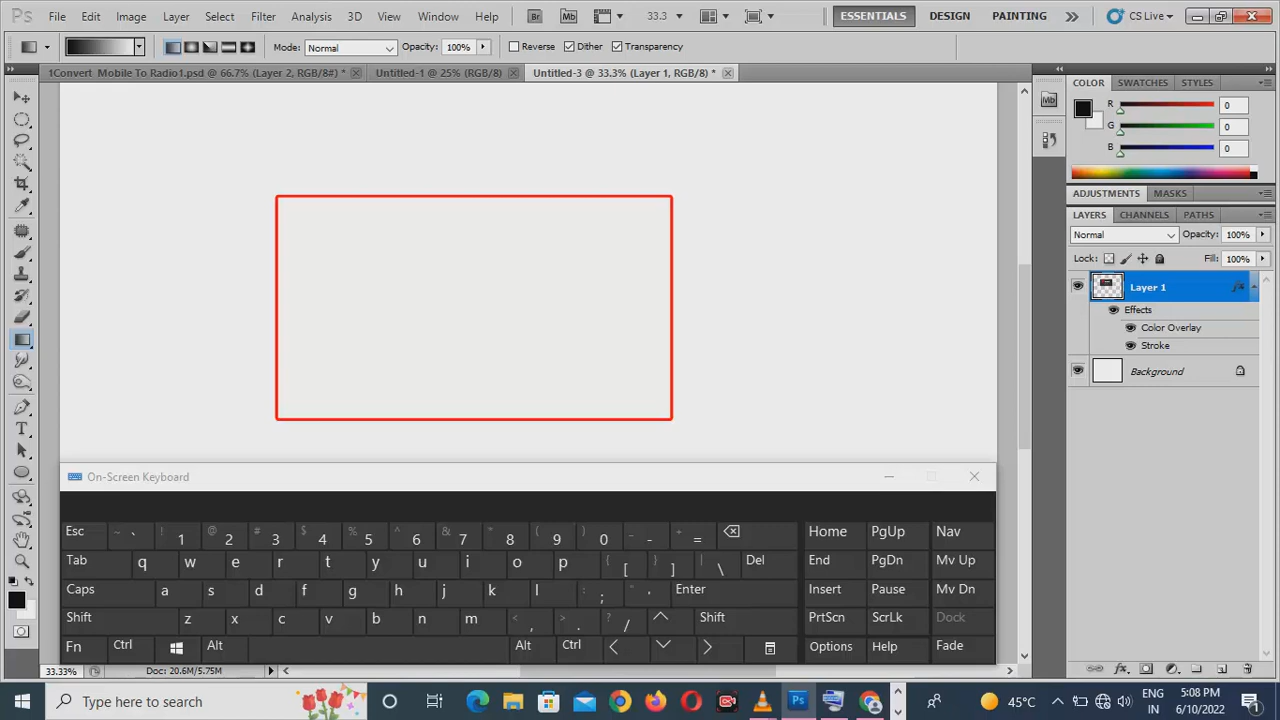 Ps File Edit Image Layer Select Filter Analysis 3D View Window Help Br Mb 33.3 ESSENTIALS DESIGN PAINTING CS Live
Mode: Normal Opacity: 100% Reverse Dither Transparency
1Convert Mobile To Radio1.psd @ 66.7% (Layer 2, RGB/8#) * Untitled-1 @ 25% (RGB/8) Untitled-3 @ 33.3% (Layer 1, RGB/8) *
COLOR SWATCHES STYLES
Mb
R 0
G 0
B 0
ADJUSTMENTS MASKS
LAYERS CHANNELS PATHS
Normal Opacity: 100%
Lock: Fill: 100%
Layer 1 fx
Effects
Color Overlay
Stroke
Background
On-Screen Keyboard
Esc ~ ` ! 1 @ 2 # 3 $ 4 % 5 ^ 6 & 7 * 8 ( 9 ) 0 _ - + = Home PgUp Nav
Tab q w e r t y u i o p { [ } ] | \ Del End PgDn Mv Up
Caps a s d f g h j k l : ; " ' Enter Insert Pause Mv Dn
Shift z x c v b n m < , > . ? / Shift PrtScn ScrLk Dock
Fn Ctrl Alt Alt Ctrl Options Help Fade
33.33% Doc: 20.6M/5.75M fx
Type here to search Ps 45°C ENG IN 5:08 PM 6/10/2022 1